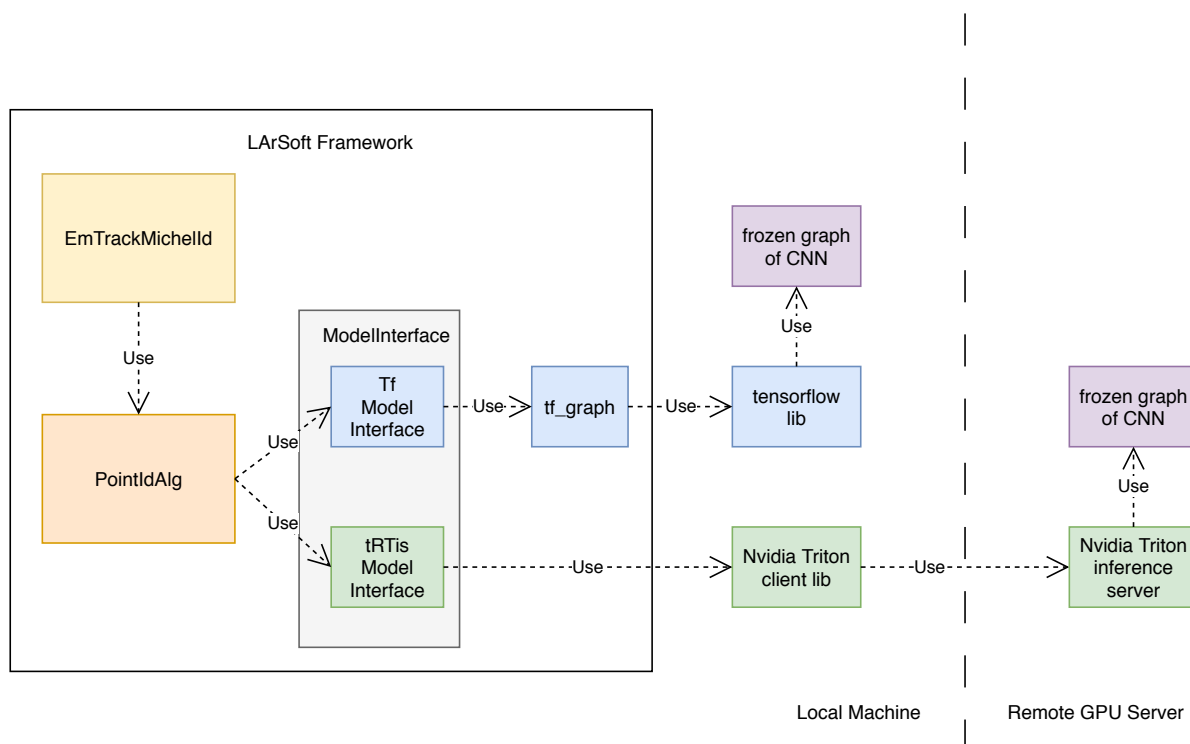 LArSoft Framework
EmTrackMichelId
Use
PointIdAlg
Use
Use
ModelInterface
Tf
Model
Interface
Use
tf_graph
Use
tensorflow
lib
Use
frozen graph
of CNN
tRTis
Model
Interface
Use
Nvidia Triton
client lib
Use
Nvidia Triton
inference
server
Use
frozen graph
of CNN
Local Machine
Remote GPU Server